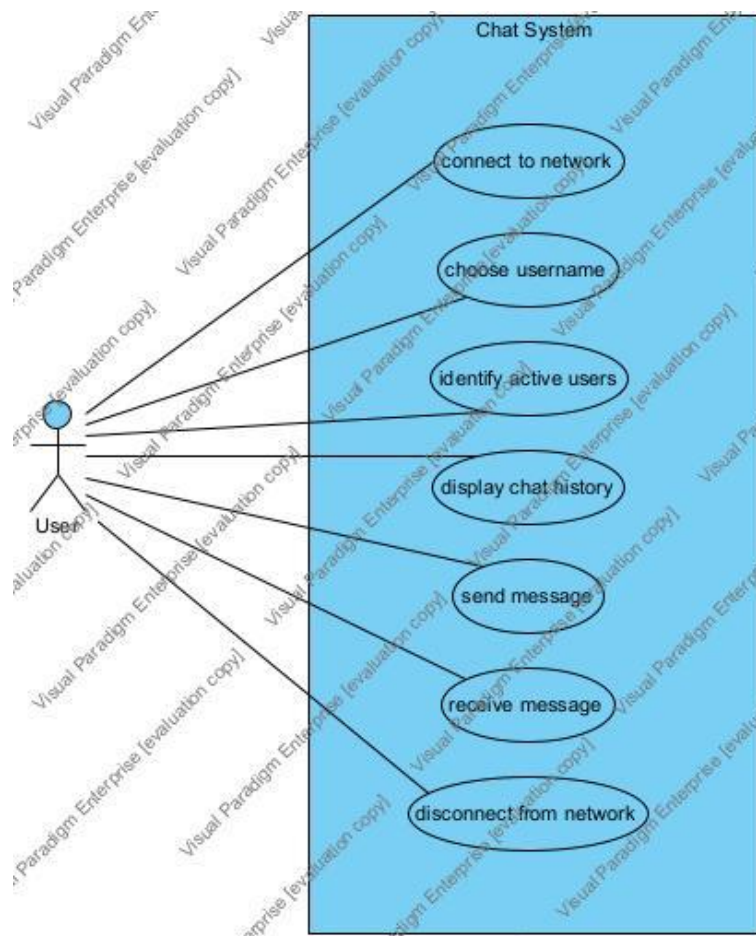 Chat System
connect to network
choose username
identify active users
display chat history
send message
receive message
disconnect from network
User
Visual Paradigm Enterprise [evaluation copy]